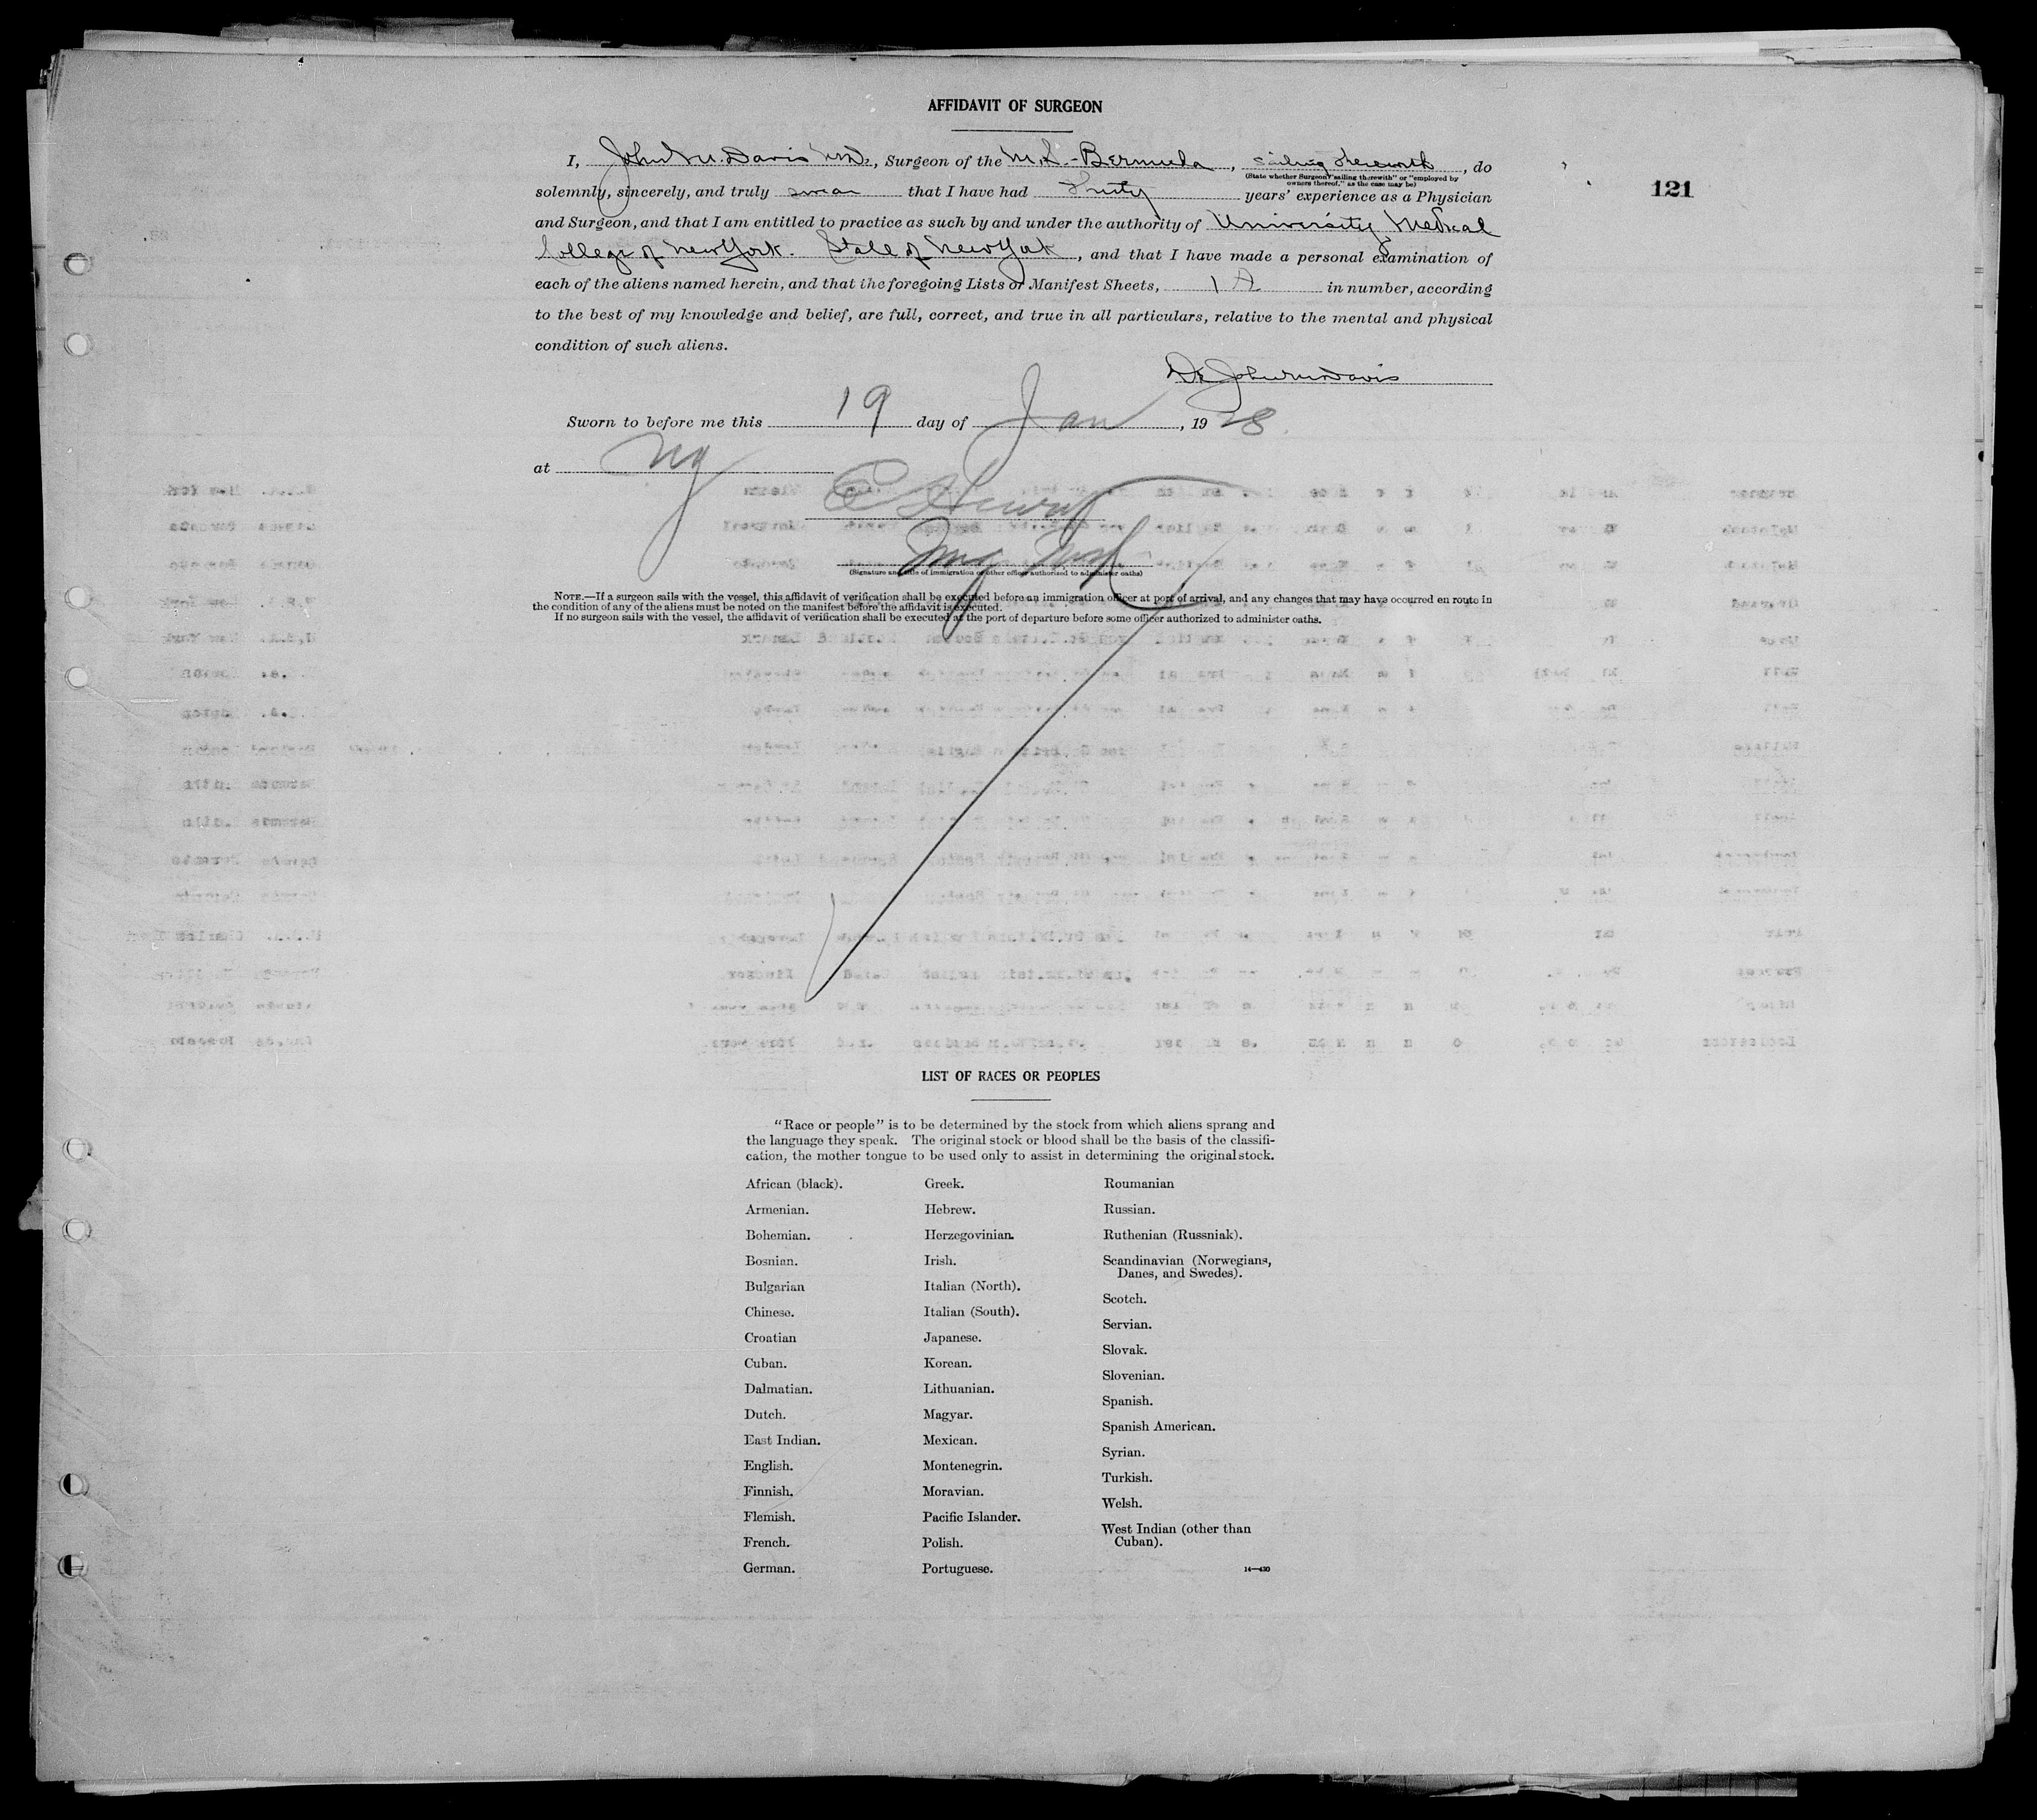 AFFIDAVIT OF SURGEON
121
I, John M. Davis M.D., Surgeon of the M.S. Bermuda, sailing therewith, do
(State whether Surgeon "sailing therewith" or "employed by
owners thereof," as the case may be)
solemnly, sincerely, and truly swear that I have had years' experience as a Physician
and Surgeon, and that I am entitled to practice as such by and under the authority of University Medical
College of New York. State of New York, and that I have made a personal examination of
each of the aliens named herein, and that the foregoing Lists or Manifest Sheets, 1 in number, according
to the best of my knowledge and belief, are full, correct, and true in all particulars, relative to the mental and physical
condition of such aliens.
Dr John M Davis
Sworn to before me this 19 day of Jan, 1928.
at NY
(Signature and title of immigration or other officer authorized to administer oaths)
NOTE.—If a surgeon sails with the vessel, this affidavit of verification shall be executed before an immigration officer at port of arrival, and any changes that may have occurred en route in
the condition of any of the aliens must be noted on the manifest before the affidavit is executed.
If no surgeon sails with the vessel, the affidavit of verification shall be executed at the port of departure before some officer authorized to administer oaths.
LIST OF RACES OR PEOPLES
"Race or people" is to be determined by the stock from which aliens sprang and
the language they speak. The original stock or blood shall be the basis of the classifi-
cation, the mother tongue to be used only to assist in determining the original stock.
African (black).
Armenian.
Bohemian.
Bosnian.
Bulgarian
Chinese.
Croatian
Cuban.
Dalmatian.
Dutch.
East Indian.
English.
Finnish.
Flemish.
French.
German.
Greek.
Hebrew.
Herzegovinian.
Irish.
Italian (North).
Italian (South).
Japanese.
Korean.
Lithuanian.
Magyar.
Mexican.
Montenegrin.
Moravian.
Pacific Islander.
Polish.
Portuguese.
Roumanian
Russian.
Ruthenian (Russniak).
Scandinavian (Norwegians,
Danes, and Swedes).
Scotch.
Servian.
Slovak.
Slovenian.
Spanish.
Spanish American.
Syrian.
Turkish.
Welsh.
West Indian (other than
Cuban).
14—430